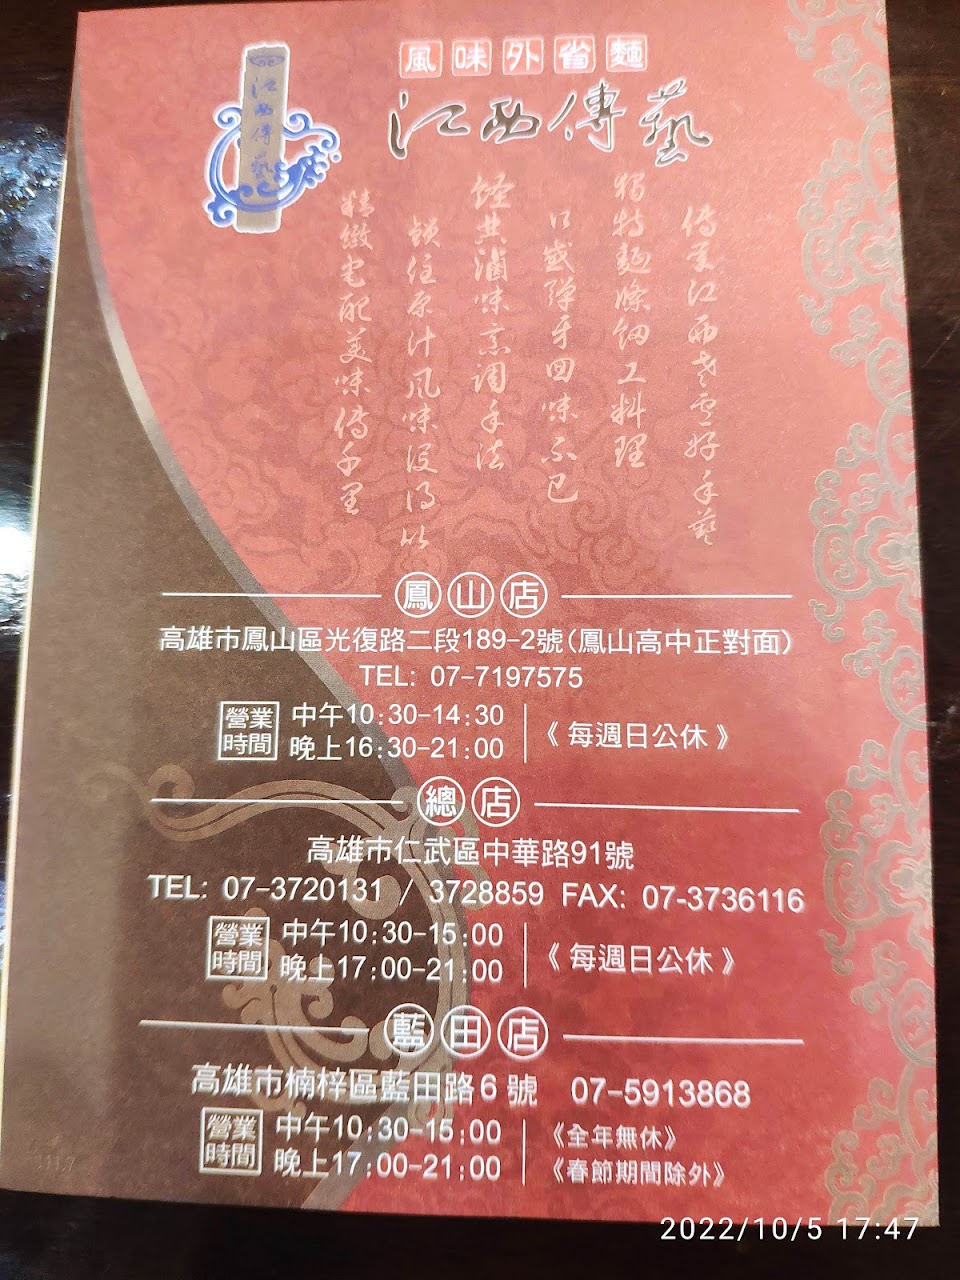 風味外省麵
江西傳藝
江西傳藝
獨特麵條細工料理
口感彈牙回味不已
經典滷味烹調手法
鎖住原汁風味浸得以
精緻宅配美味傳千里
鳳山店
高雄市鳳山區光復路二段189-2號(鳳山高中正對面)
TEL: 07-7197575
營業時間
中午10:30-14:30
晚上16:30-21:00
《每週日公休》
總店
高雄市仁武區中華路91號
TEL: 07-3720131 / 3728859 FAX: 07-3736116
營業時間
中午10:30-15:00
晚上17:00-21:00
《每週日公休》
藍田店
高雄市楠梓區藍田路6號 07-5913868
營業時間
中午10:30-15:00
晚上17:00-21:00
《全年無休》
《春節期間除外》
2022/10/5 17:47